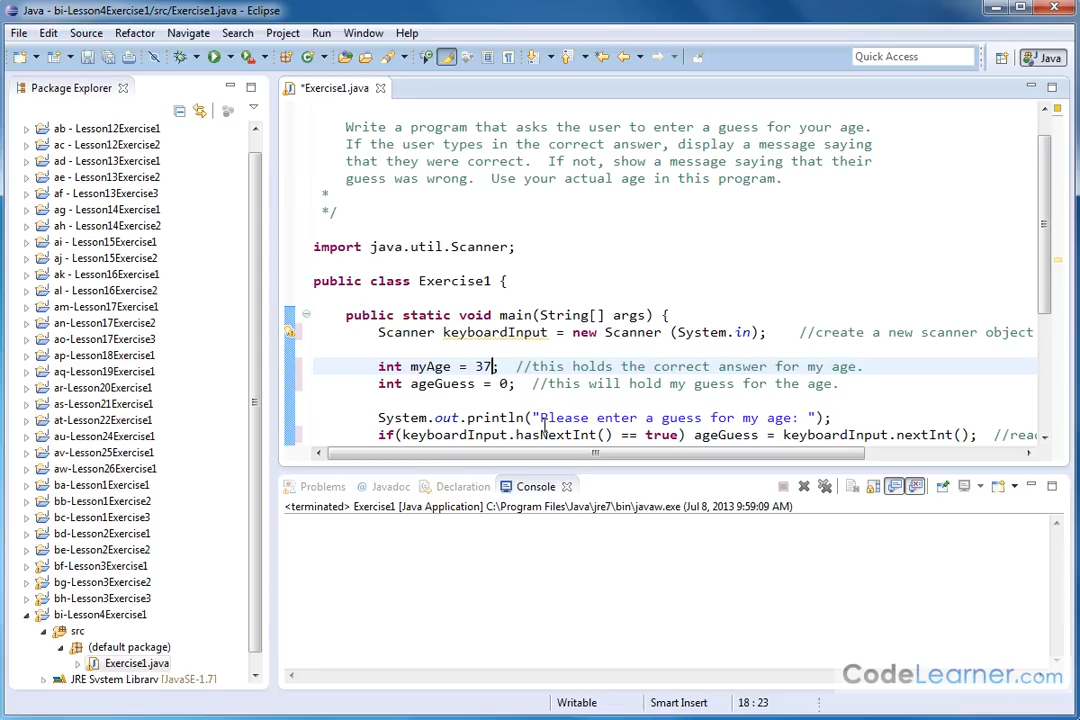 Java - bi-Lesson4Exercise1/src/Exercise1.java - Eclipse
File Edit Source Refactor Navigate Search Project Run Window Help
Quick Access
Java
Package Explorer
*Exercise1.java
ab - Lesson12Exercise1
ac - Lesson12Exercise2
ad - Lesson13Exercise1
ae - Lesson13Exercise2
af - Lesson13Exercise3
ag - Lesson14Exercise1
ah - Lesson14Exercise2
ai - Lesson15Exercise1
aj - Lesson15Exercise2
ak - Lesson16Exercise1
al - Lesson16Exercise2
am-Lesson17Exercise1
an-Lesson17Exercise2
ao-Lesson17Exercise3
ap-Lesson18Exercise1
aq-Lesson19Exercise1
ar-Lesson20Exercise1
as-Lesson21Exercise1
at-Lesson22Exercise1
au-Lesson24Exercise1
av-Lesson25Exercise1
aw-Lesson26Exercise1
ba-Lesson1Exercise1
bb-Lesson1Exercise2
bc-Lesson1Exercise3
bd-Lesson2Exercise1
be-Lesson2Exercise2
bf-Lesson3Exercise1
bg-Lesson3Exercise2
bh-Lesson3Exercise3
bi-Lesson4Exercise1
src
(default package)
Exercise1.java
JRE System Library [JavaSE-1.7]
Write a program that asks the user to enter a guess for your age.
If the user types in the correct answer, display a message saying
that they were correct.  If not, show a message saying that their
guess was wrong.  Use your actual age in this program.
*
*/
import java.util.Scanner;
public class Exercise1 {
public static void main(String[] args) {
Scanner keyboardInput = new Scanner (System.in);    //create a new scanner object
int myAge = 37;  //this holds the correct answer for my age.
int ageGuess = 0;  //this will hold my guess for the age.
System.out.println("Please enter a guess for my age: ");
if(keyboardInput.hasNextInt() == true) ageGuess = keyboardInput.nextInt();  //rea
Problems Javadoc Declaration Console
<terminated> Exercise1 [Java Application] C:\Program Files\Java\jre7\bin\javaw.exe (Jul 8, 2013 9:59:09 AM)
CodeLearner.com
Writable Smart Insert 18 : 23